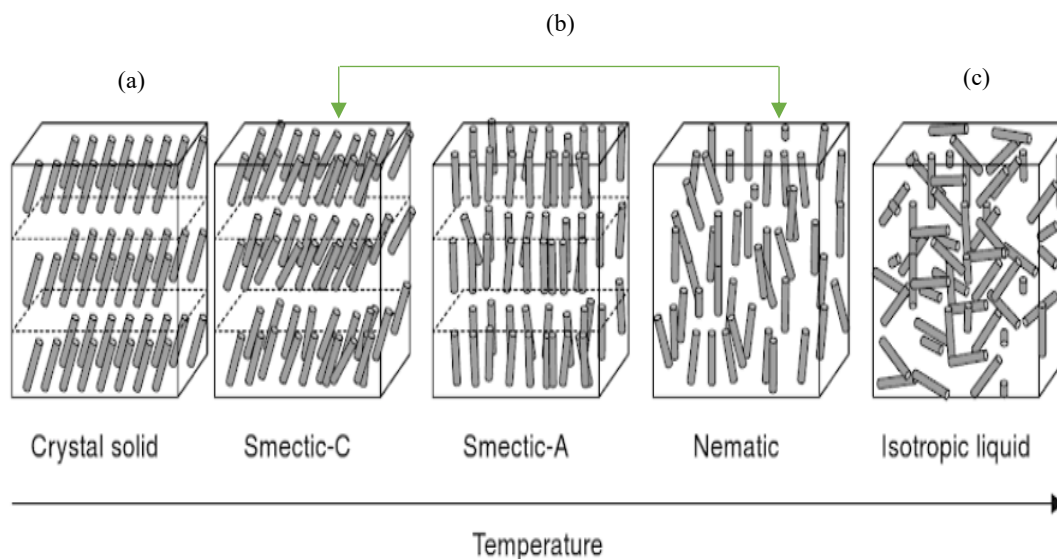 (b)
(a)
(c)
Crystal solid
Smectic-C
Smectic-A
Nematic
Isotropic liquid
Temperature